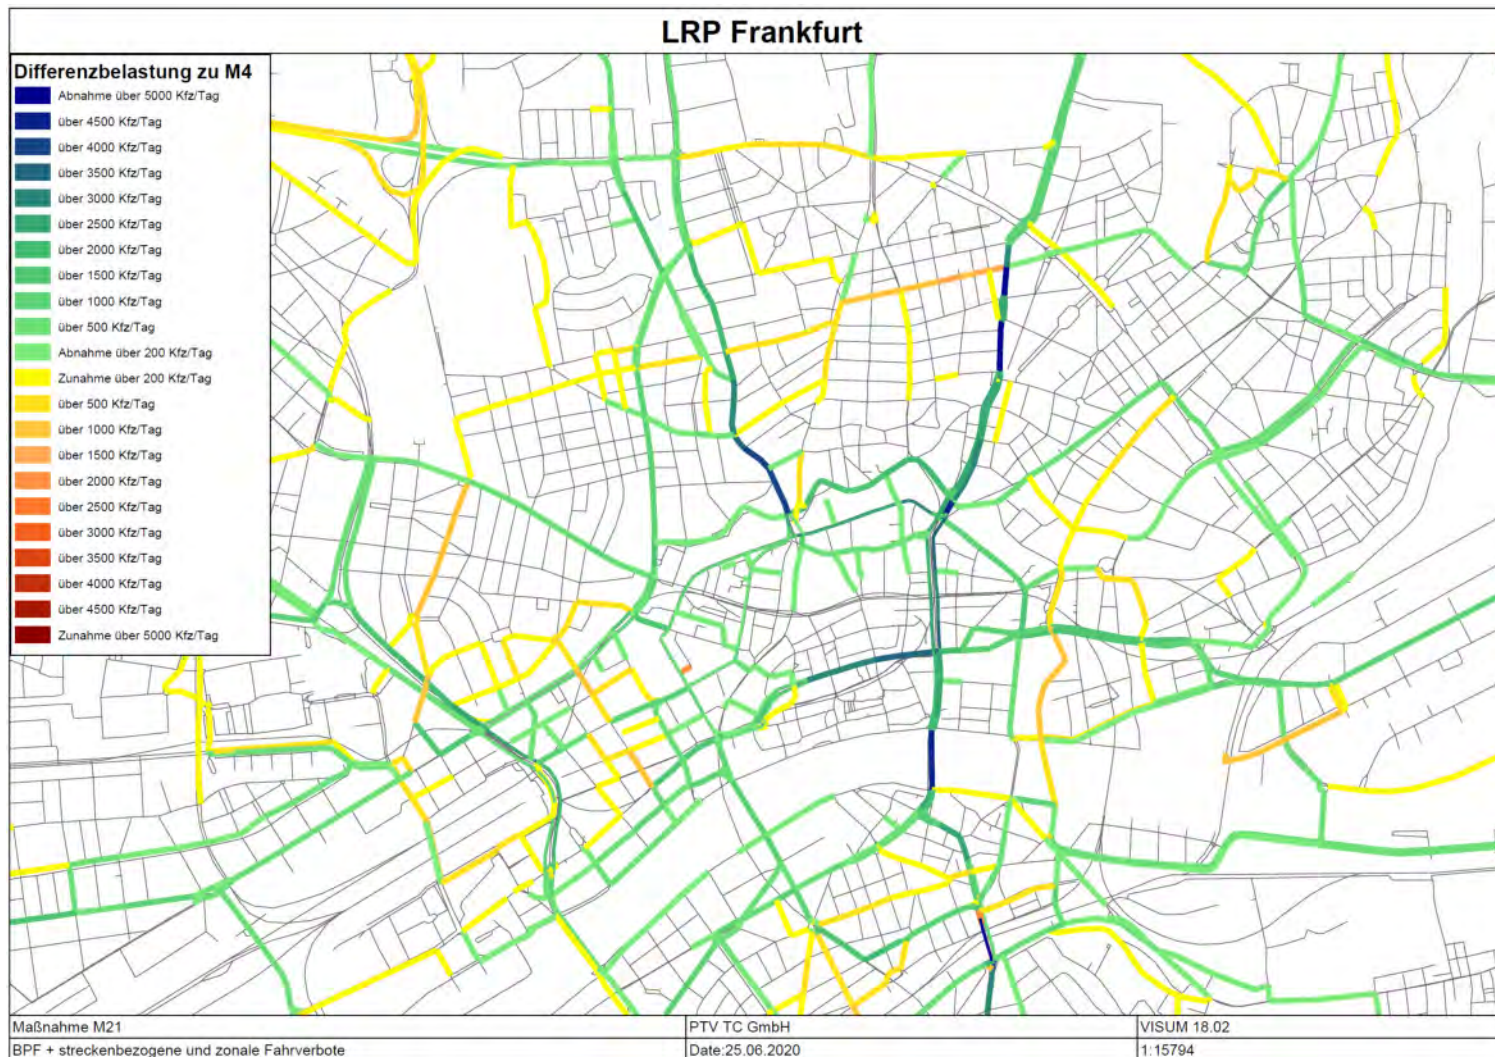 LRP Frankfurt
Differenzbelastung zu M4
Abnahme über 5000 Kfz/Tag
über 4500 Kfz/Tag
über 4000 Kfz/Tag
über 3500 Kfz/Tag
über 3000 Kfz/Tag
über 2500 Kfz/Tag
über 2000 Kfz/Tag
über 1500 Kfz/Tag
über 1000 Kfz/Tag
über 500 Kfz/Tag
Abnahme über 200 Kfz/Tag
Zunahme über 200 Kfz/Tag
über 500 Kfz/Tag
über 1000 Kfz/Tag
über 1500 Kfz/Tag
über 2000 Kfz/Tag
über 2500 Kfz/Tag
über 3000 Kfz/Tag
über 3500 Kfz/Tag
über 4000 Kfz/Tag
über 4500 Kfz/Tag
Zunahme über 5000 Kfz/Tag
Maßnahme M21
PTV TC GmbH
VISUM 18.02
BPF + streckenbezogene und zonale Fahrverbote
Date:25.06.2020
1:15794